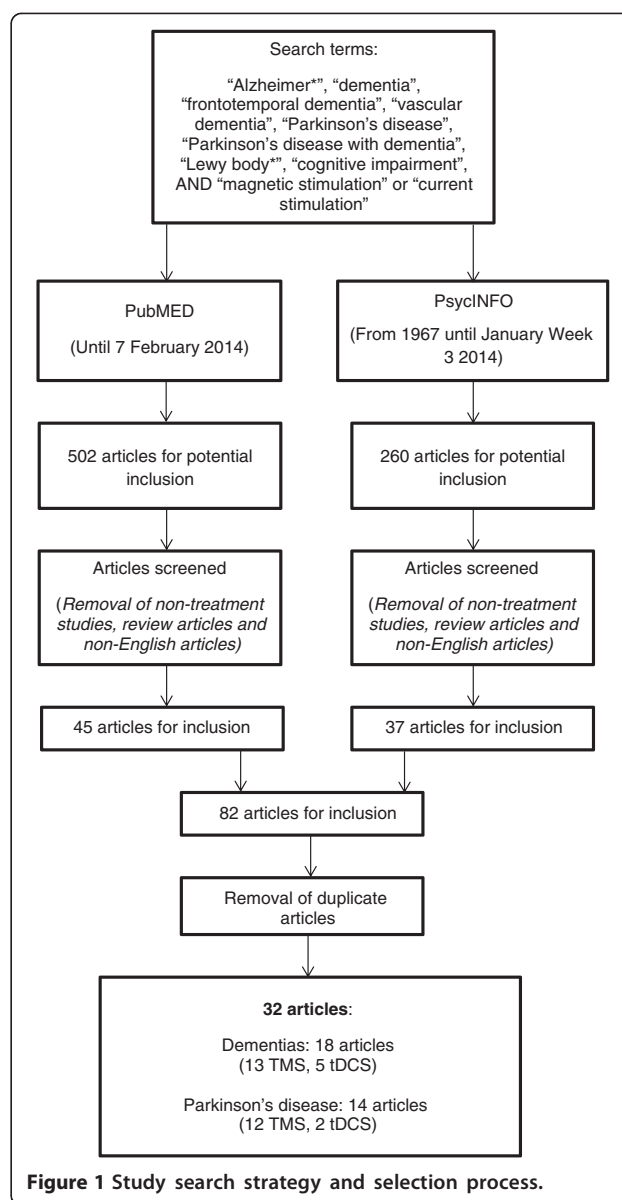 Search terms:
“Alzheimer*”, “dementia”,
“frontotemporal dementia”, “vascular
dementia”, “Parkinson’s disease”,
“Parkinson’s disease with dementia”,
“Lewy body*”, “cognitive impairment”,
AND “magnetic stimulation” or “current
stimulation”
PubMED
(Until 7 February 2014)
PsycINFO
(From 1967 until January Week
3 2014)
502 articles for potential
inclusion
260 articles for potential
inclusion
Articles screened
(Removal of non-treatment
studies, review articles and
non-English articles)
Articles screened
(Removal of non-treatment
studies, review articles and
non-English articles)
45 articles for inclusion
37 articles for inclusion
82 articles for inclusion
Removal of duplicate
articles
32 articles:
Dementias: 18 articles
(13 TMS, 5 tDCS)
Parkinson’s disease: 14 articles
(12 TMS, 2 tDCS)
Figure 1 Study search strategy and selection process.